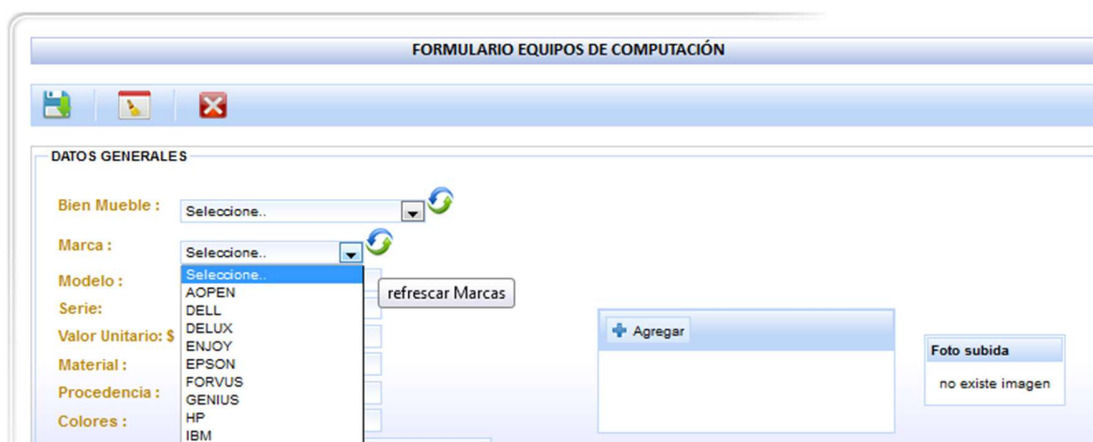 FORMULARIO EQUIPOS DE COMPUTACIÓN
DATOS GENERALES
Bien Mueble :
Seleccione..
Marca :
Seleccione..
Seleccione..
AOPEN
DELL
DELUX
ENJOY
EPSON
FORVUS
GENIUS
HP
IBM
refrescar Marcas
Modelo :
Serie:
Valor Unitario: $
Material :
Procedencia :
Colores :
Agregar
Foto subida
no existe imagen